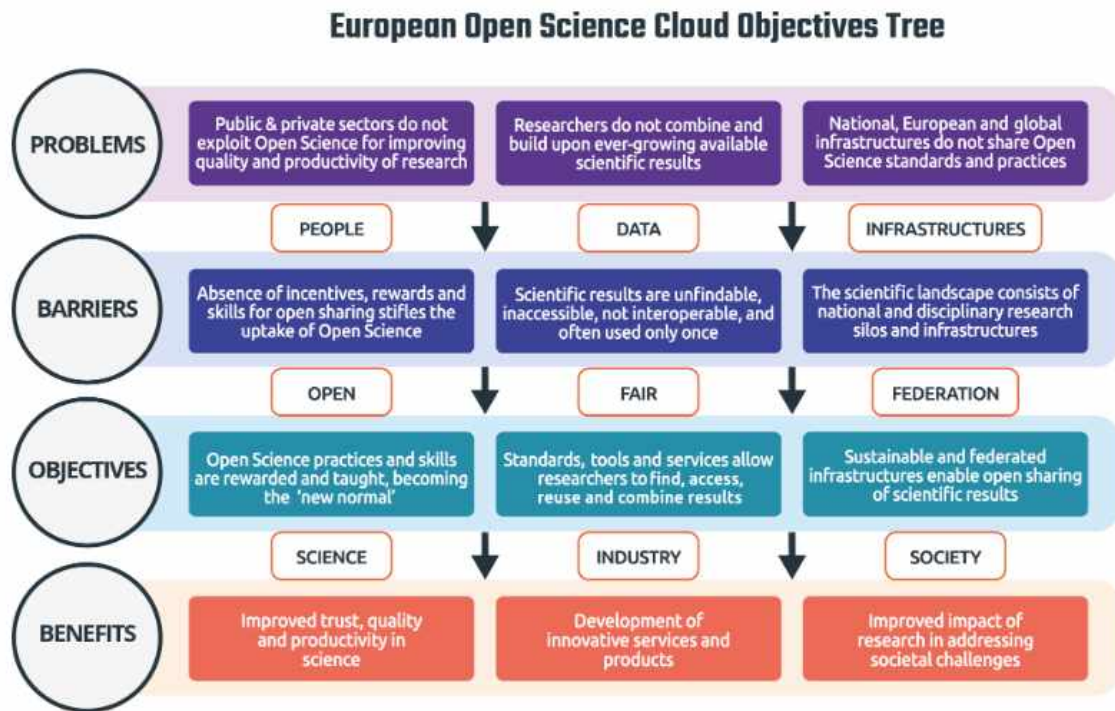 European Open Science Cloud Objectives Tree
PROBLEMS
Public & private sectors do not
exploit Open Science for improving
quality and productivity of research
Researchers do not combine and
build upon ever-growing available
scientific results
National, European and global
infrastructures do not share Open
Science standards and practices
PEOPLE
DATA
INFRASTRUCTURES
BARRIERS
Absence of incentives, rewards and
skills for open sharing stifles the
uptake of Open Science
Scientific results are unfindable,
inaccessible, not interoperable, and
often used only once
The scientific landscape consists of
national and disciplinary research
silos and infrastructures
OPEN
FAIR
FEDERATION
OBJECTIVES
Open Science practices and skills
are rewarded and taught, becoming
the 'new normal'
Standards, tools and services allow
researchers to find, access,
reuse and combine results
Sustainable and federated
infrastructures enable open sharing
of scientific results
SCIENCE
INDUSTRY
SOCIETY
BENEFITS
Improved trust, quality
and productivity in
science
Development of
innovative services and
products
Improved impact of
research in addressing
societal challenges